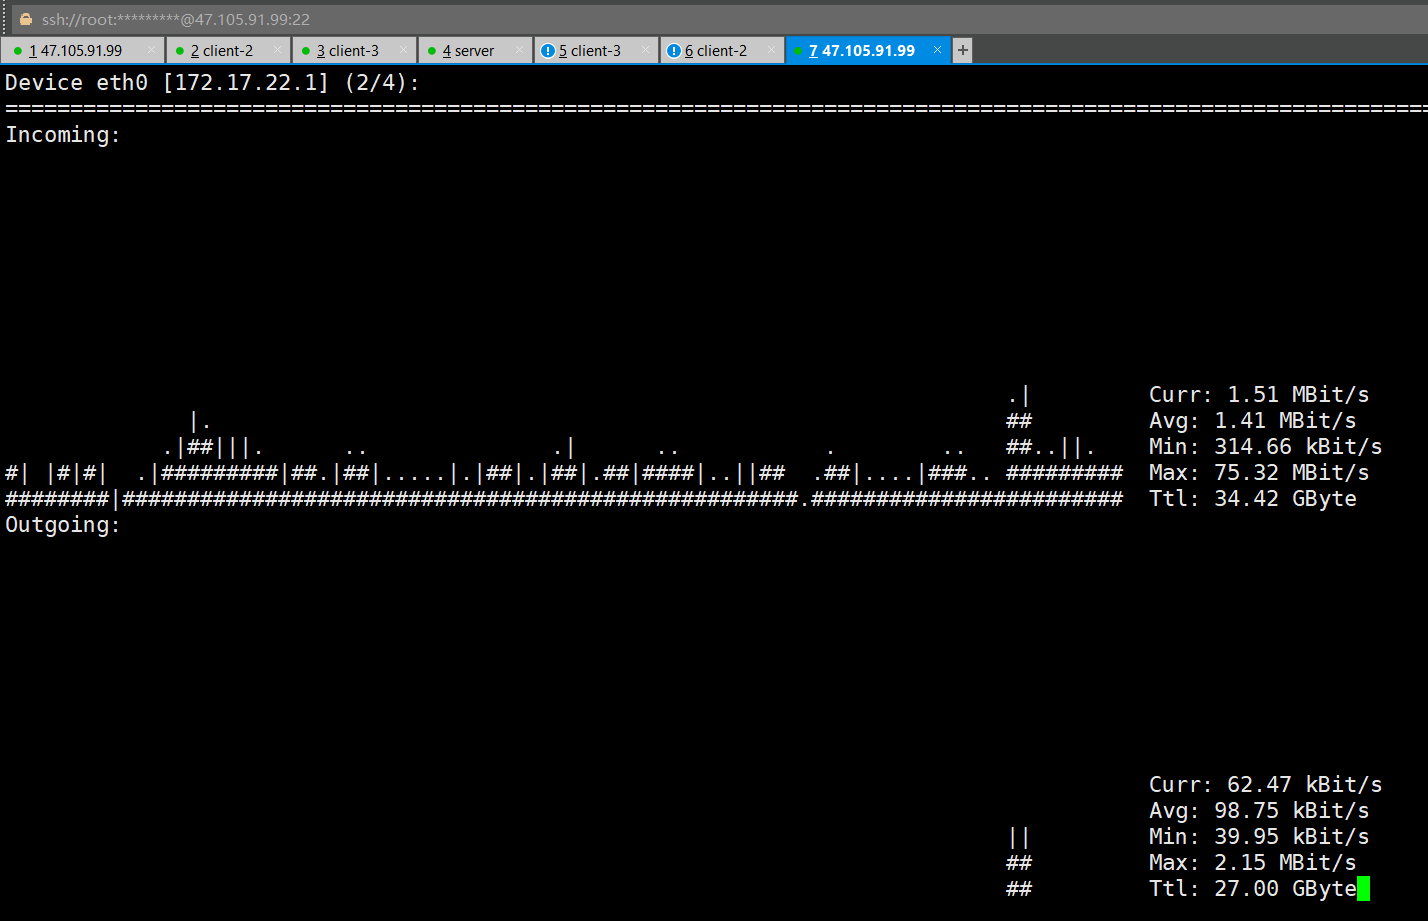 ssh://root:*********@47.105.91.99:22
1 47.105.91.99 × 2 client-2 × 3 client-3 × 4 server × 5 client-3 × 6 client-2 × 7 47.105.91.99 × +
Device eth0 [172.17.22.1] (2/4):
==============================================================================================================
Incoming:
.| Curr: 1.51 MBit/s
|. ## Avg: 1.41 MBit/s
.|##|||. .. .| .. . .. ##..||. Min: 314.66 kBit/s
#| |#|#| .|#########|##.|##|.....|.|##|.|##|.##|####|..||## .##|....|###.. ######### Max: 75.32 MBit/s
########|####################################################.######################## Ttl: 34.42 GByte
Outgoing:
Curr: 62.47 kBit/s
Avg: 98.75 kBit/s
|| Min: 39.95 kBit/s
## Max: 2.15 MBit/s
## Ttl: 27.00 GByte